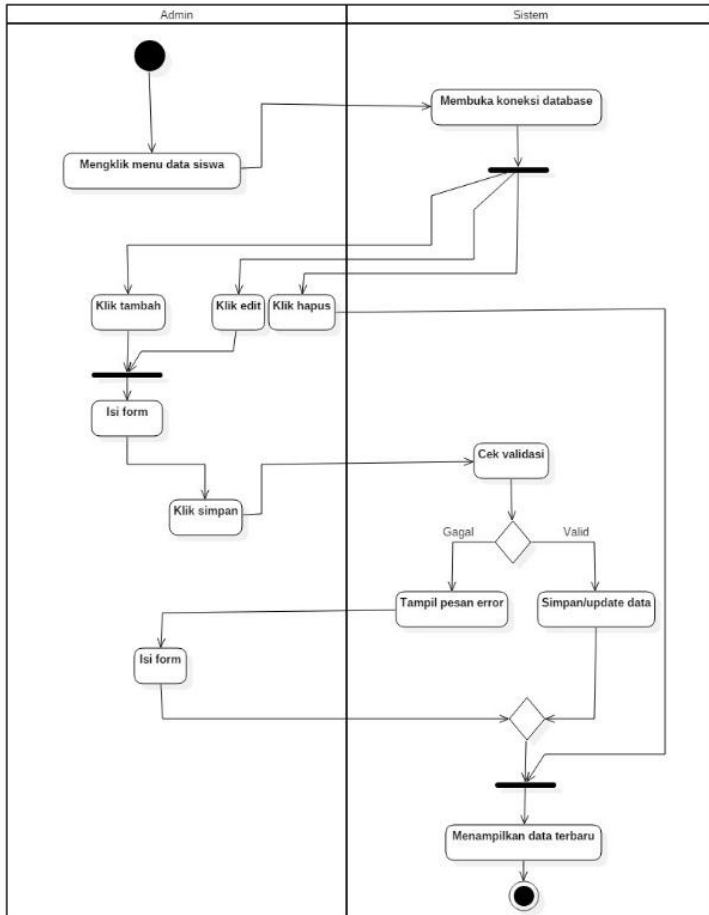 Admin
Sistem
Membuka koneksi database
Mengklik menu data siswa
Klik tambah
Klik edit
Klik hapus
Isi form
Cek validasi
Klik simpan
Gagal
Valid
Tampil pesan error
Simpan/update data
Isi form
Menampilkan data terbaru